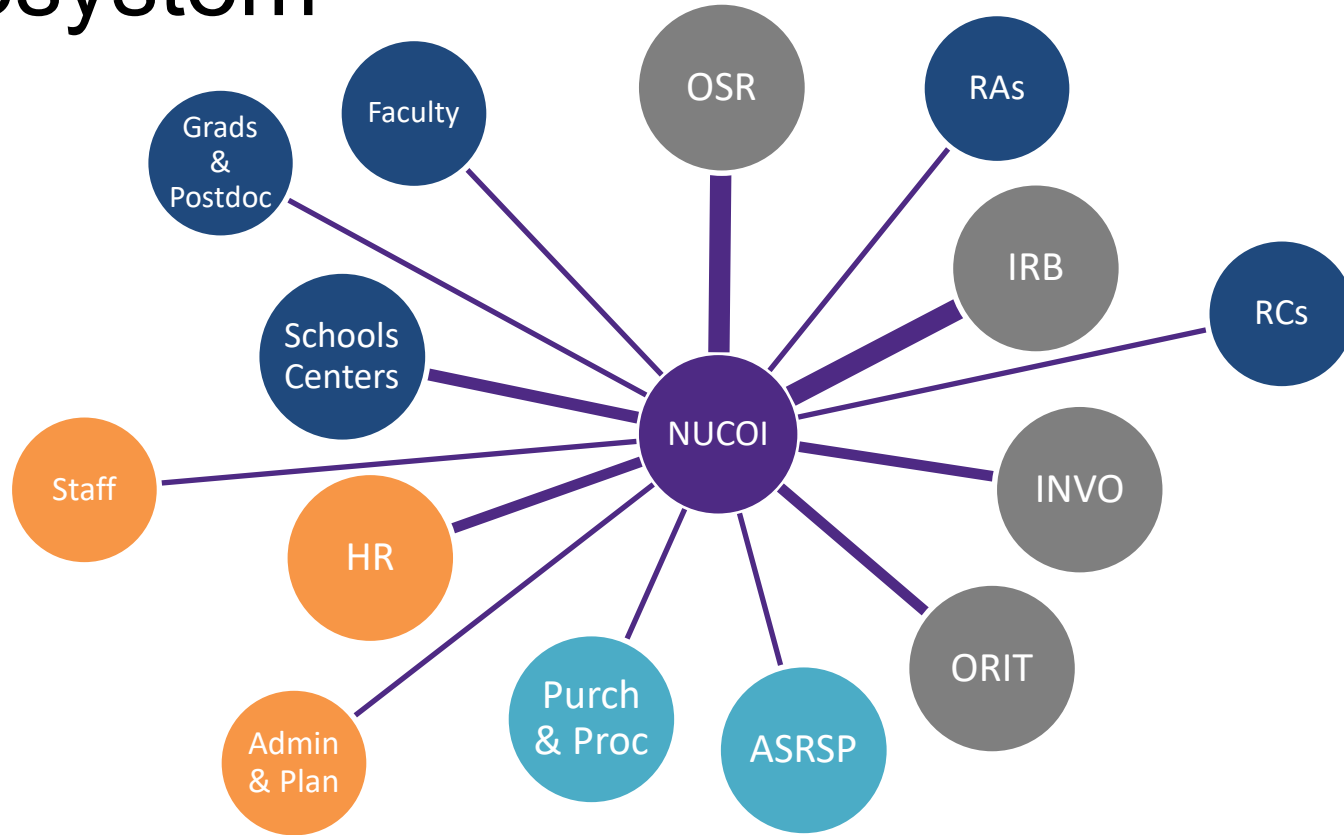 OSR
RAs
Faculty
Grads
&
Postdoc
IRB
RCs
Schools
Centers
NUCOI
Staff
INVO
HR
ORIT
Purch
& Proc
ASRSP
Admin
& Plan